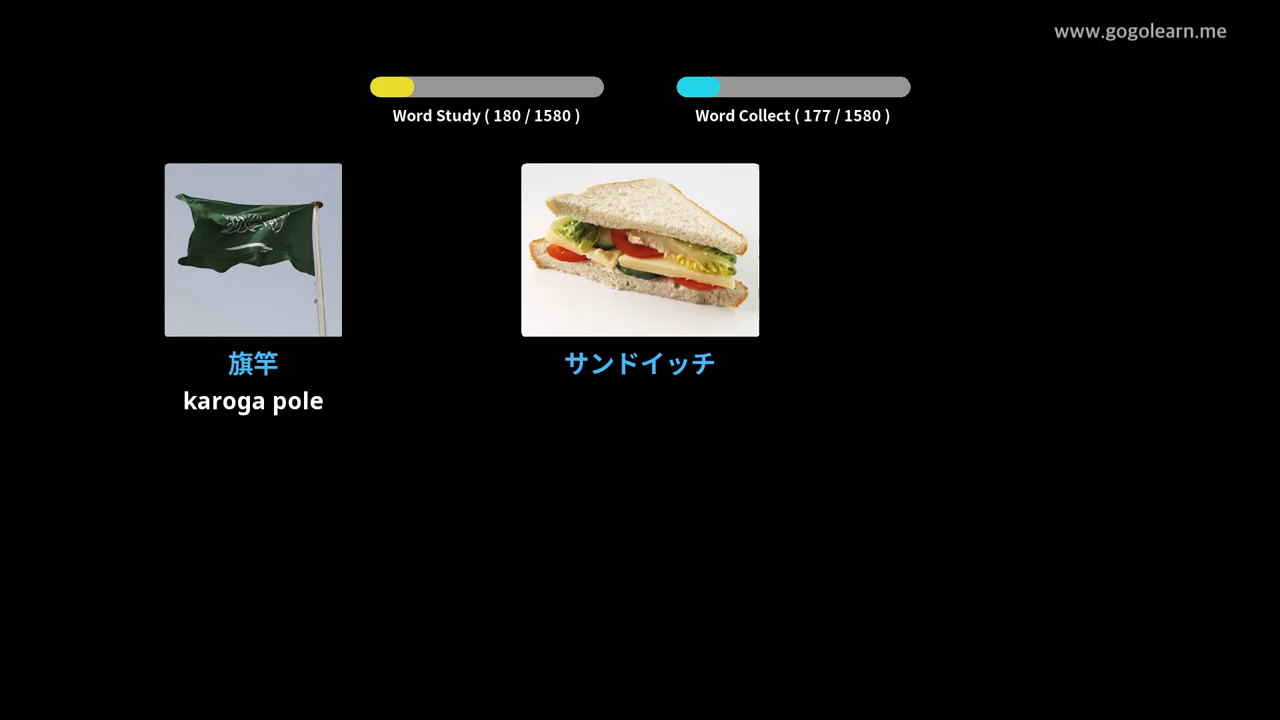 www.gogolearn.me
Word Study ( 180 / 1580 )
Word Collect ( 177 / 1580 )
旗竿
karoga pole
サンドイッチ